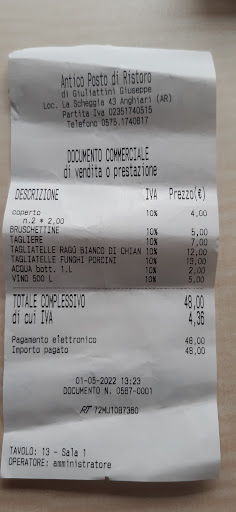 Antico Posto di Ristoro
di Giuliattini Giuseppe
Loc. La Scheggia 43 Anghiari (AR)
Partita Iva 02351740515
Telefono 0575.1740817
DOCUMENTO COMMERCIALE
di vendita o prestazione
DESCRIZIONE IVA Prezzo(€)
coperto 10% 4,00
n.2 * 2,00
BRUSCHETTINE 10% 5,00
TAGLIERE 10% 7,00
TAGLIATELLE RAGÙ BIANCO DI CHIAN 10% 12,00
TAGLIATELLE FUNGHI PORCINI 10% 13,00
ACQUA bott. 1.L 10% 2,00
VINO 500 L 10% 5,00
TOTALE COMPLESSIVO 48,00
di cui IVA 4,36
Pagamento elettronico 48,00
Importo pagato 48,00
01-05-2022 13:23
DOCUMENTO N. 0587-0001
RT 72MU1087360
TAVOLO: 13 - Sala 1
OPERATORE: amministratore